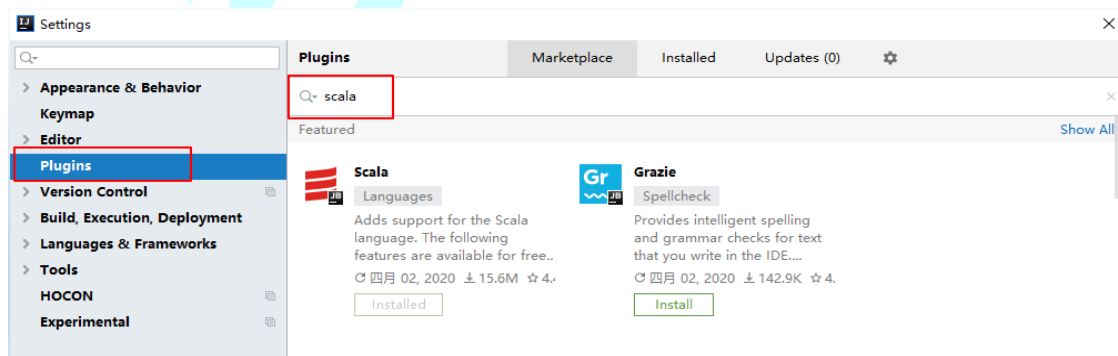 Settings
Appearance & Behavior
Keymap
Editor
Plugins
Version Control
Build, Execution, Deployment
Languages & Frameworks
Tools
HOCON
Experimental
Plugins Marketplace Installed Updates (0)
scala
Featured Show All
Scala
Languages
Adds support for the Scala
language. The following
features are available for free..
四月 02, 2020 15.6M 4.
Installed
Gr
Grazie
Spellcheck
Provides intelligent spelling
and grammar checks for text
that you write in the IDE....
四月 02, 2020 142.9K 4.
Install